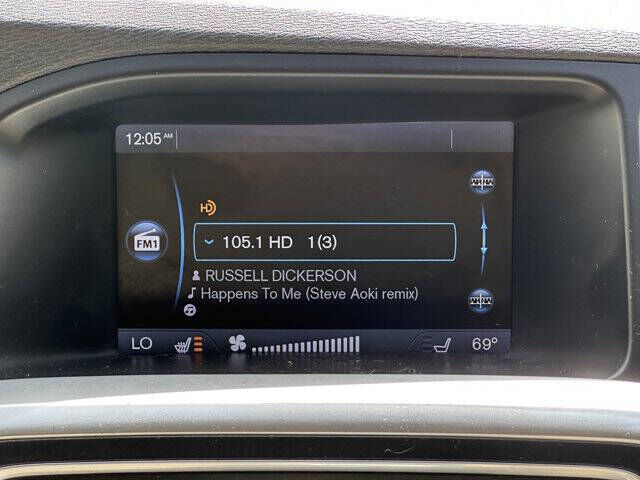 12:05 AM
HD
FM1
105.1 HD 1(3)
RUSSELL DICKERSON
Happens To Me (Steve Aoki remix)
LO
69°